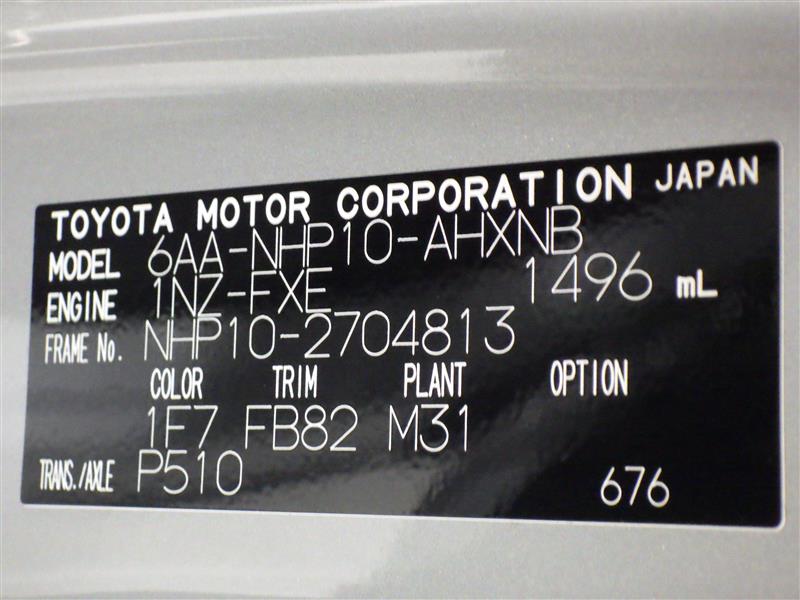 TOYOTA MOTOR CORPORATION JAPAN
MODEL 6AA-NHP10-AHXNB
ENGINE 1NZ-FXE 1496 mL
FRAME No. NHP10-2704813
COLOR TRIM PLANT OPTION
1F7 FB82 M31
TRANS./AXLE P510 676